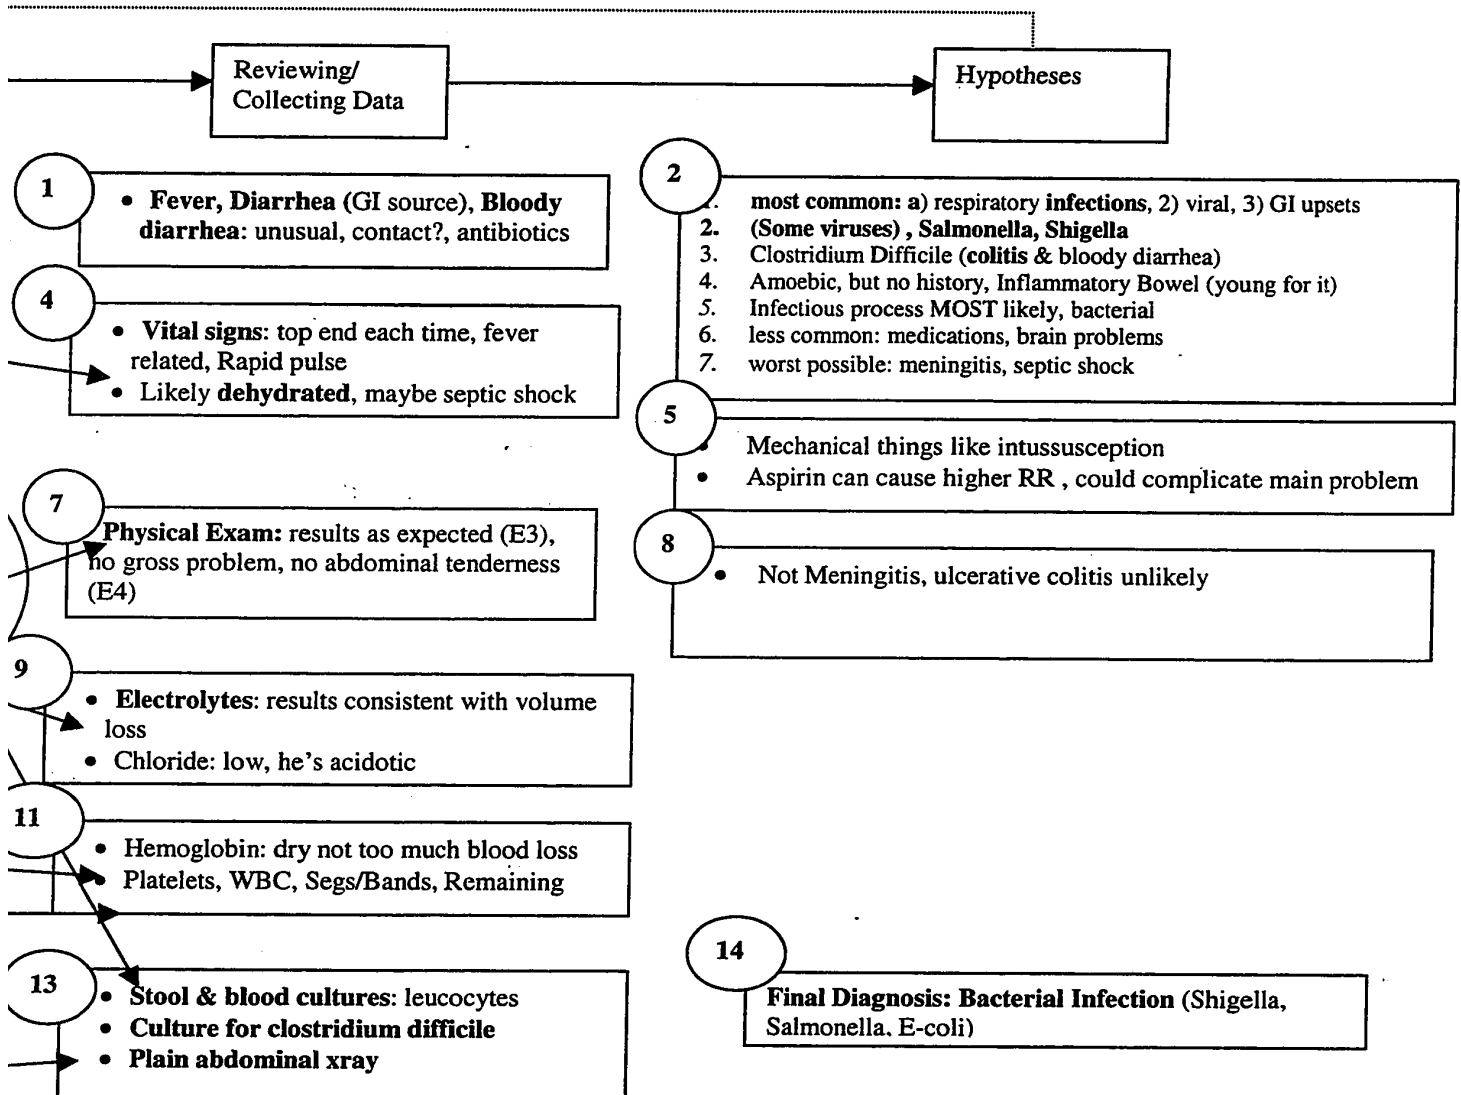 Reviewing/
Collecting Data
Hypotheses
1
• Fever, Diarrhea (GI source), Bloody
diarrhea: unusual, contact?, antibiotics
2
most common: a) respiratory infections, 2) viral, 3) GI upsets
2. (Some viruses) , Salmonella, Shigella
3. Clostridium Difficile (colitis & bloody diarrhea)
4. Amoebic, but no history, Inflammatory Bowel (young for it)
5. Infectious process MOST likely, bacterial
6. less common: medications, brain problems
7. worst possible: meningitis, septic shock
4
• Vital signs: top end each time, fever
related, Rapid pulse
• Likely dehydrated, maybe septic shock
5
• Mechanical things like intussusception
• Aspirin can cause higher RR , could complicate main problem
7
Physical Exam: results as expected (E3),
no gross problem, no abdominal tenderness
(E4)
8
• Not Meningitis, ulcerative colitis unlikely
9
• Electrolytes: results consistent with volume
loss
• Chloride: low, he's acidotic
11
• Hemoglobin: dry not too much blood loss
• Platelets, WBC, Segs/Bands, Remaining
13
• Stool & blood cultures: leucocytes
• Culture for clostridium difficile
• Plain abdominal xray
14
Final Diagnosis: Bacterial Infection (Shigella,
Salmonella. E-coli)